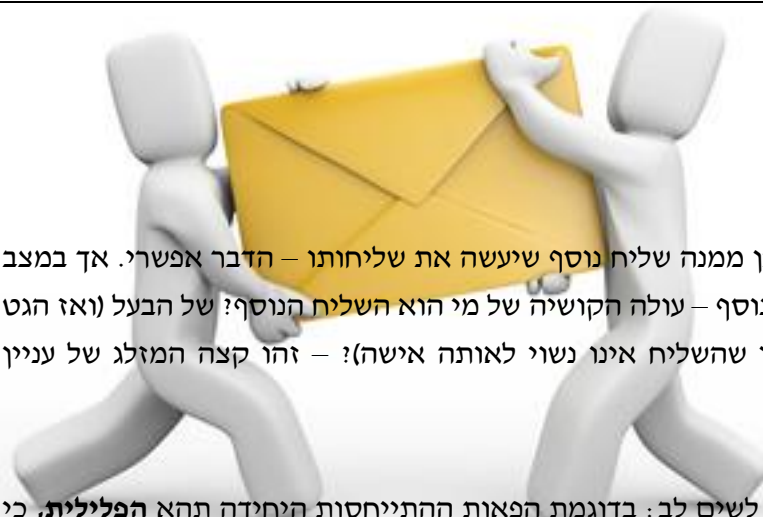 ן ממנה שליח נוסף שיעשה את שליחותו – הדבר אפשרי. אך במצב
נוסף – עולה הקושיה של מי הוא השליח הנוסף? של הבעל (ואז הגט
י שהשליח אינו נשוי לאותה אישה)? – זהו קצה המזלג של עניין
לשים לב: בדוגמת הפאות ההתייחסות היחידה תהא הפלילית, כי